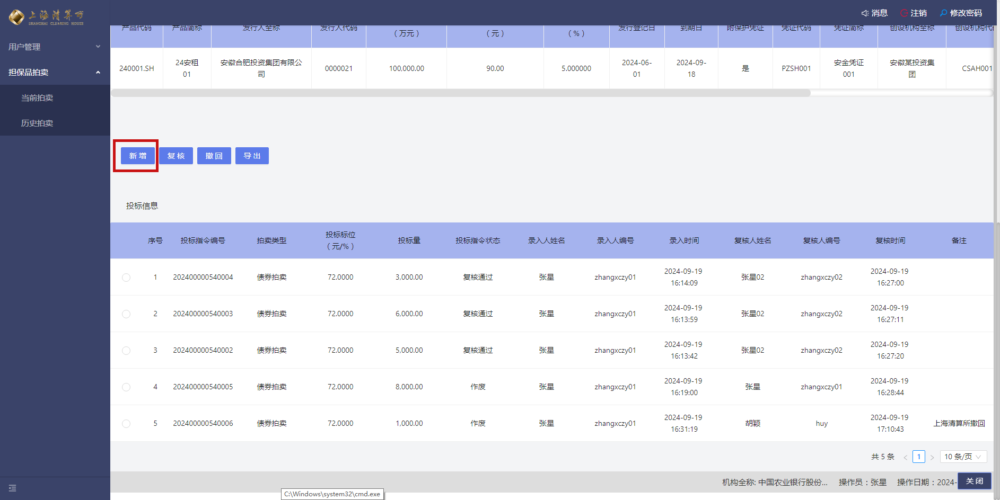 上海清算所
SHANGHAI CLEARING HOUSE
消息 注销 修改密码
用户管理
担保品拍卖
当前拍卖
历史拍卖
产品代码 产品简称 发行人全称 发行人代码 （万元） （元） （%） 发行登记日 到期日 附保护凭证 凭证代码 凭证简称 创设机构全称 创设机构代
240001.SH 24安租01 安徽合肥投资集团有限公司 0000021 100,000.00 90.00 5.000000 2024-06-01 2024-09-18 是 PZSH001 安金凭证001 安徽某投资集团 CSAH001
新增 复核 撤回 导出
投标信息
序号 投标指令编号 拍卖类型 投标标位（元/%） 投标量 投标指令状态 录入人姓名 录入人编号 录入时间 复核人姓名 复核人编号 复核时间 备注
1 202400000540004 债券拍卖 72.0000 3,000.00 复核通过 张星 zhangxczy01 2024-09-19 16:14:09 张星02 zhangxczy02 2024-09-19 16:27:00
2 202400000540003 债券拍卖 72.0000 6,000.00 复核通过 张星 zhangxczy01 2024-09-19 16:13:59 张星02 zhangxczy02 2024-09-19 16:27:11
3 202400000540002 债券拍卖 72.0000 5,000.00 复核通过 张星 zhangxczy01 2024-09-19 16:13:42 张星02 zhangxczy02 2024-09-19 16:27:20
4 202400000540005 债券拍卖 72.0000 8,000.00 作废 张星 zhangxczy01 2024-09-19 16:19:00 张星 zhangxczy01 2024-09-19 16:28:44
5 202400000540006 债券拍卖 72.0000 1,000.00 作废 张星 zhangxczy01 2024-09-19 16:31:19 胡颖 huy 2024-09-19 17:10:43 上海清算所撤回
共 5 条 < 1 > 10 条/页
机构全称: 中国农业银行股份... 操作员：张星 操作日期：2024-
关闭
C:\Windows\system32\cmd.exe